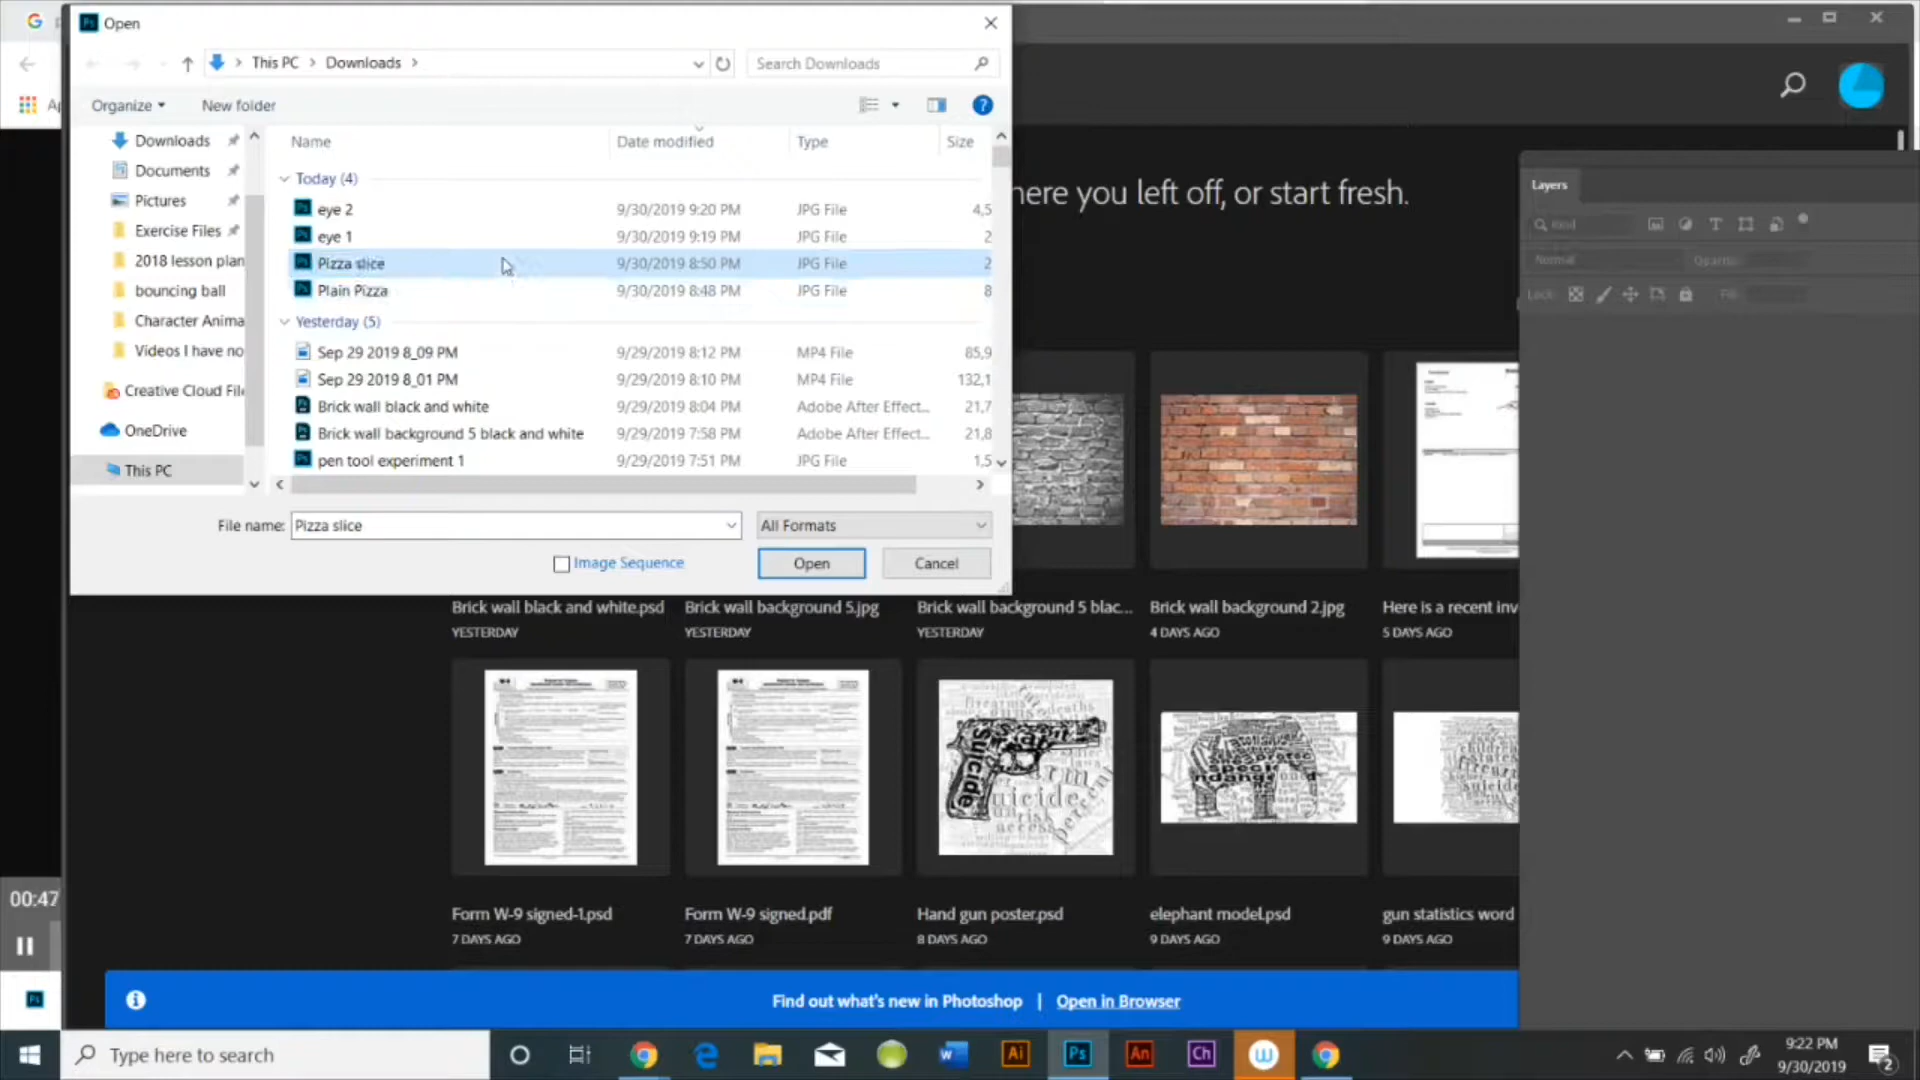 Open
This PC > Downloads >
Search Downloads
Organize
New folder
Name
Date modified
Type
Size
Downloads
Documents
Pictures
Exercise Files
2018 lesson plan
bouncing ball
Character Anima
Videos I have no
Creative Cloud File
OneDrive
This PC
Today (4)
eye 2 9/30/2019 9:20 PM JPG File 4,5
eye 1 9/30/2019 9:19 PM JPG File 2
Pizza slice 9/30/2019 8:50 PM JPG File 2
Plain Pizza 9/30/2019 8:48 PM JPG File 8
Yesterday (5)
Sep 29 2019 8_09 PM 9/29/2019 8:12 PM MP4 File 85,9
Sep 29 2019 8_01 PM 9/29/2019 8:10 PM MP4 File 132,1
Brick wall black and white 9/29/2019 8:04 PM Adobe After Effect... 21,7
Brick wall background 5 black and white 9/29/2019 7:58 PM Adobe After Effect... 21,8
pen tool experiment 1 9/29/2019 7:51 PM JPG File 1,5
File name: Pizza slice
All Formats
Image Sequence
Open
Cancel
here you left off, or start fresh.
Layers
Kind
Normal
Opacity:
Lock:
Fill:
Brick wall black and white.psd
YESTERDAY
Brick wall background 5.jpg
YESTERDAY
Brick wall background 5 blac...
YESTERDAY
Brick wall background 2.jpg
4 DAYS AGO
Here is a recent inv
5 DAYS AGO
Suicide
Form W-9 signed-1.psd
7 DAYS AGO
Form W-9 signed.pdf
7 DAYS AGO
Hand gun poster.psd
8 DAYS AGO
elephant model.psd
9 DAYS AGO
gun statistics word
9 DAYS AGO
00:47
Find out what's new in Photoshop | Open in Browser
Type here to search
Ai
Ps
An
Ch
9:22 PM
9/30/2019
2